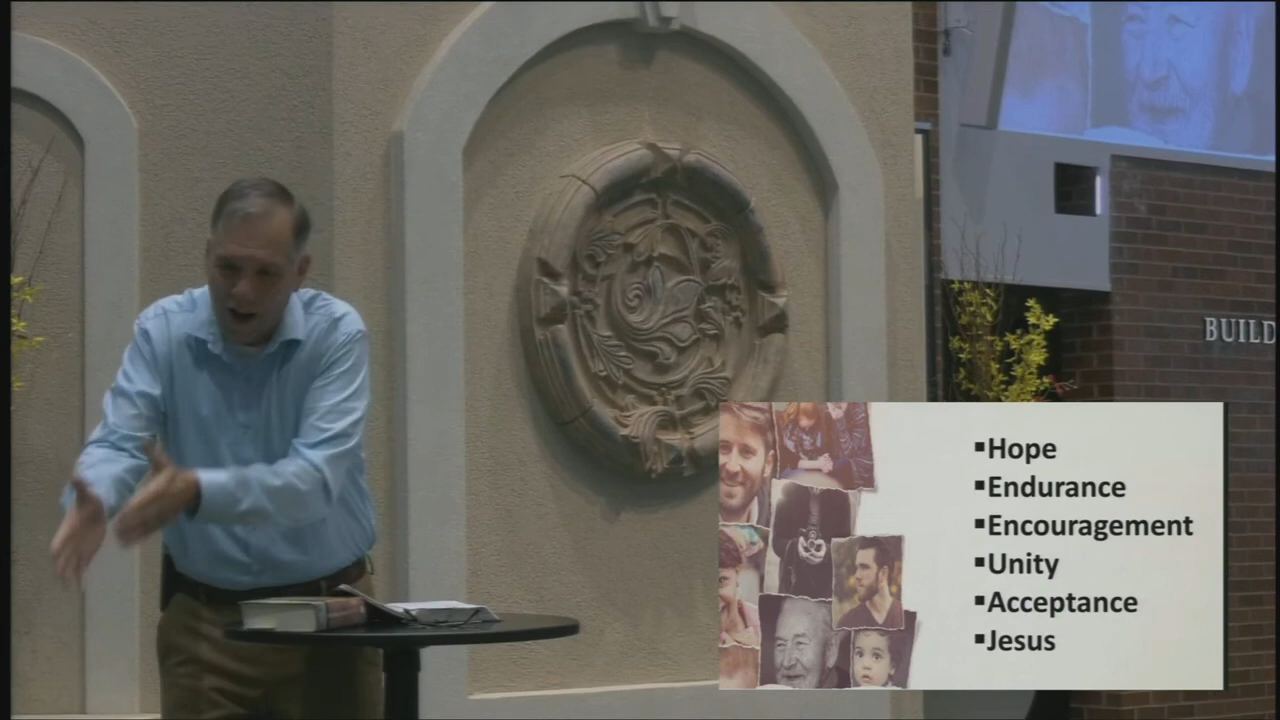 BUILD
▪Hope
▪Endurance
▪Encouragement
▪Unity
▪Acceptance
▪Jesus